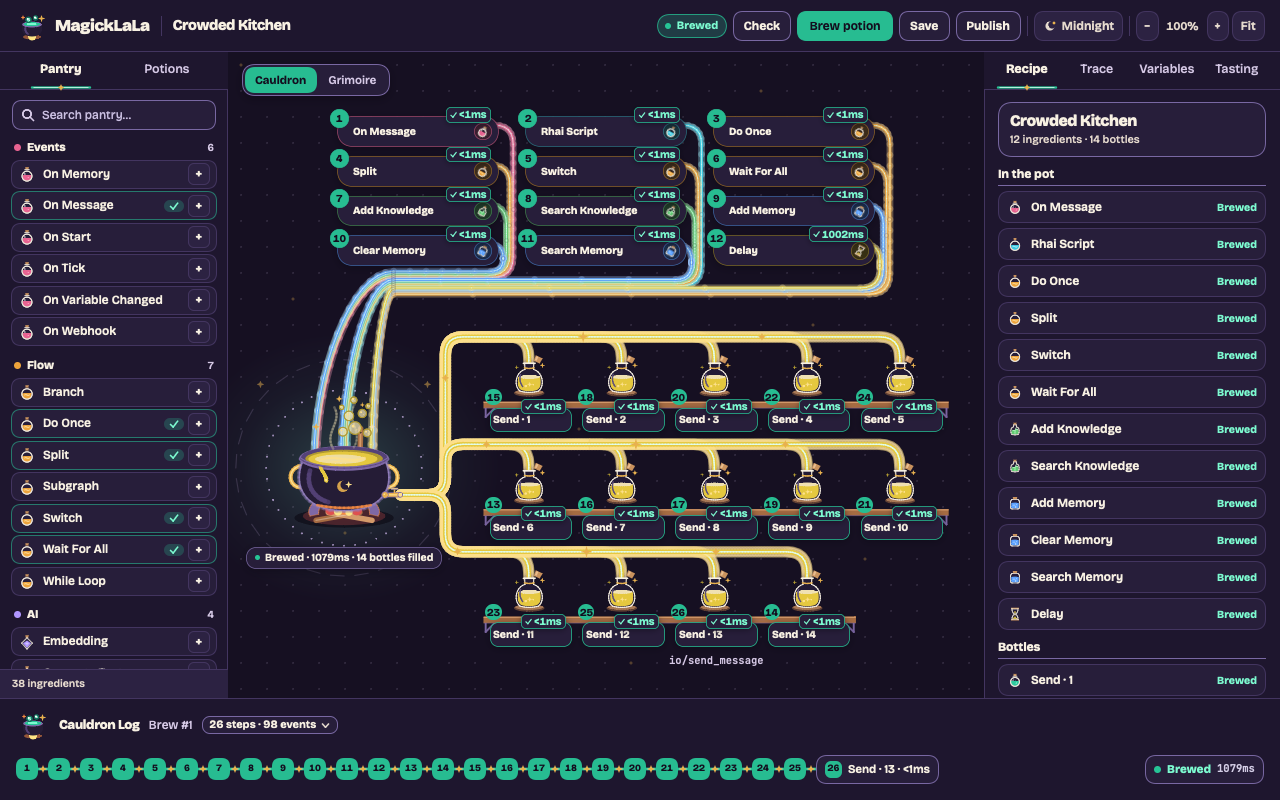 MagickLaLa
Crowded Kitchen
Brewed
Check
Brew potion
Save
Publish
Midnight
−
100%
+
Fit
Pantry
Potions
Search pantry...
Events 6
On Memory +
On Message +
On Start +
On Tick +
On Variable Changed +
On Webhook +
Flow 7
Branch +
Do Once +
Split +
Subgraph +
Switch +
Wait For All +
While Loop +
AI 4
Embedding +
38 ingredients
Cauldron
Grimoire
1 On Message <1ms
2 Rhai Script <1ms
3 Do Once <1ms
4 Split <1ms
5 Switch <1ms
6 Wait For All <1ms
7 Add Knowledge <1ms
8 Search Knowledge <1ms
9 Add Memory <1ms
10 Clear Memory <1ms
11 Search Memory <1ms
12 Delay 1002ms
15 Send · 1 <1ms
18 Send · 2 <1ms
20 Send · 3 <1ms
22 Send · 4 <1ms
24 Send · 5 <1ms
13 Send · 6 <1ms
16 Send · 7 <1ms
17 Send · 8 <1ms
19 Send · 9 <1ms
21 Send · 10 <1ms
Brewed · 1079ms · 14 bottles filled
23 Send · 11 <1ms
25 Send · 12 <1ms
26 Send · 13 <1ms
14 Send · 14 <1ms
io/send_message
Recipe
Trace
Variables
Tasting
Crowded Kitchen
12 ingredients · 14 bottles
In the pot
On Message Brewed
Rhai Script Brewed
Do Once Brewed
Split Brewed
Switch Brewed
Wait For All Brewed
Add Knowledge Brewed
Search Knowledge Brewed
Add Memory Brewed
Clear Memory Brewed
Search Memory Brewed
Delay Brewed
Bottles
Send · 1 Brewed
Cauldron Log
Brew #1
26 steps · 98 events
1 2 3 4 5 6 7 8 9 10 11 12 13 14 15 16 17 18 19 20 21 22 23 24 25 26 Send · 13 · <1ms
Brewed 1079ms